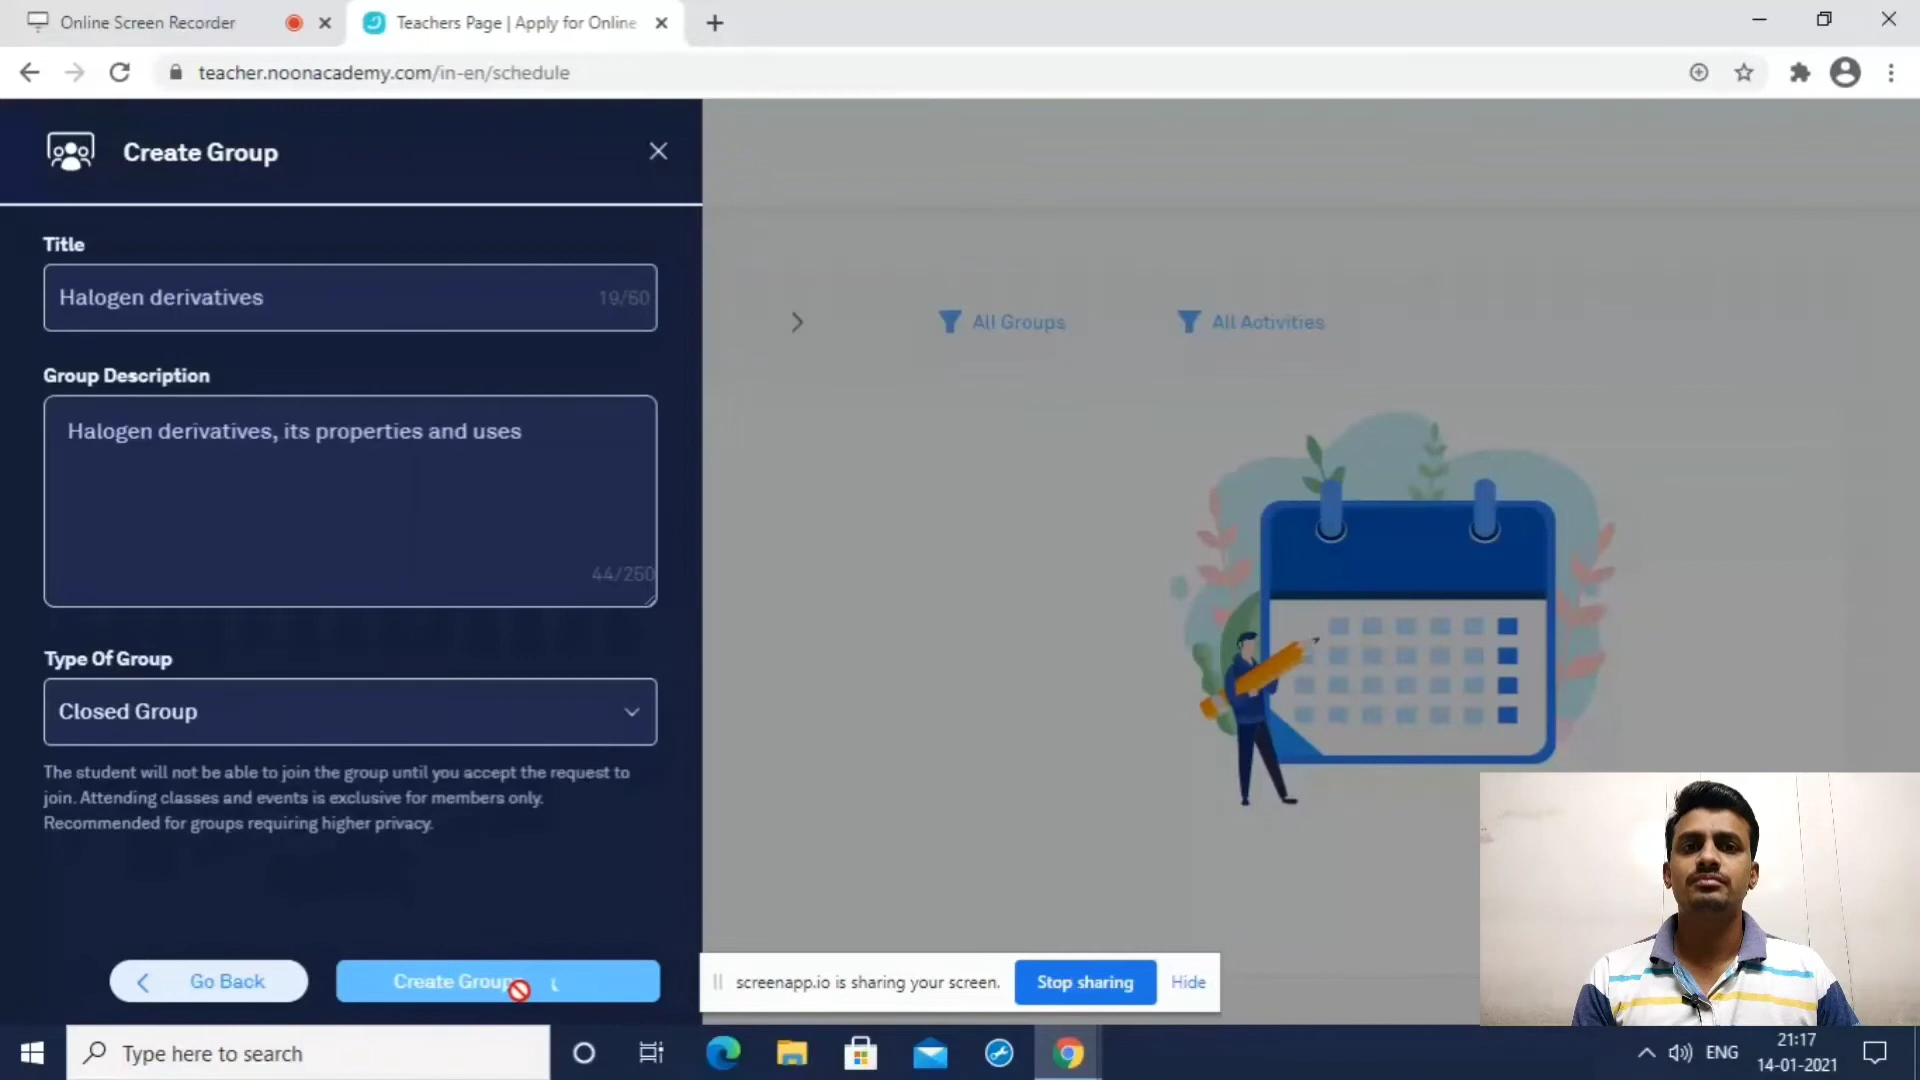 Online Screen Recorder
Teachers Page | Apply for Online
teacher.noonacademy.com/in-en/schedule
Create Group
Title
Halogen derivatives
19/60
Group Description
Halogen derivatives, its properties and uses
44/250
Type Of Group
Closed Group
The student will not be able to join the group until you accept the request to
join. Attending classes and events is exclusive for members only.
Recommended for groups requiring higher privacy.
Go Back
Create Group
All Groups
All Activities
screenapp.io is sharing your screen.
Stop sharing
Hide
Type here to search
ENG
21:17
14-01-2021